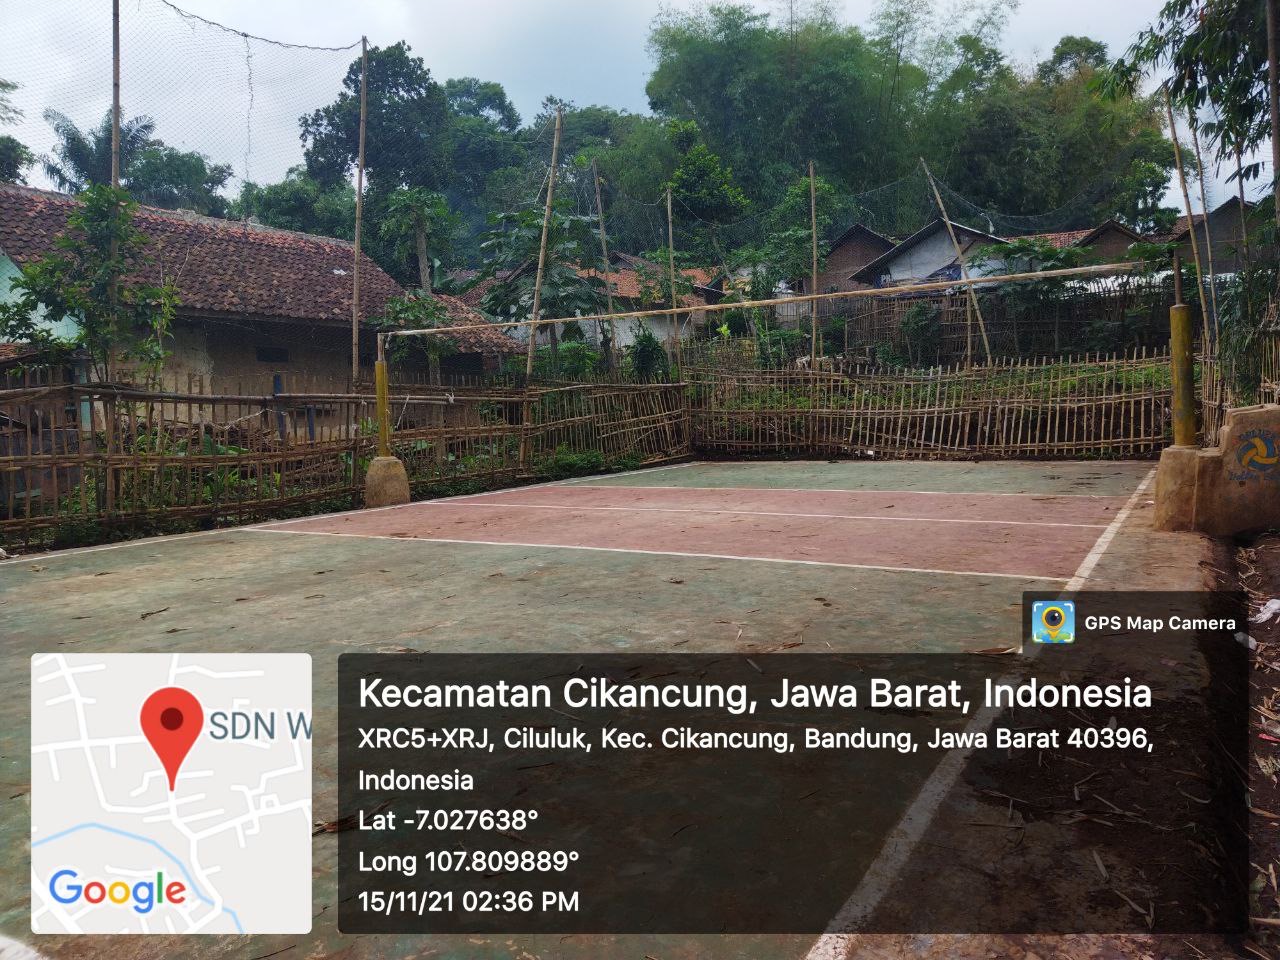 GPS Map Camera
SDN W
Google
Kecamatan Cikancung, Jawa Barat, Indonesia
XRC5+XRJ, Ciluluk, Kec. Cikancung, Bandung, Jawa Barat 40396,
Indonesia
Lat -7.027638°
Long 107.809889°
15/11/21 02:36 PM